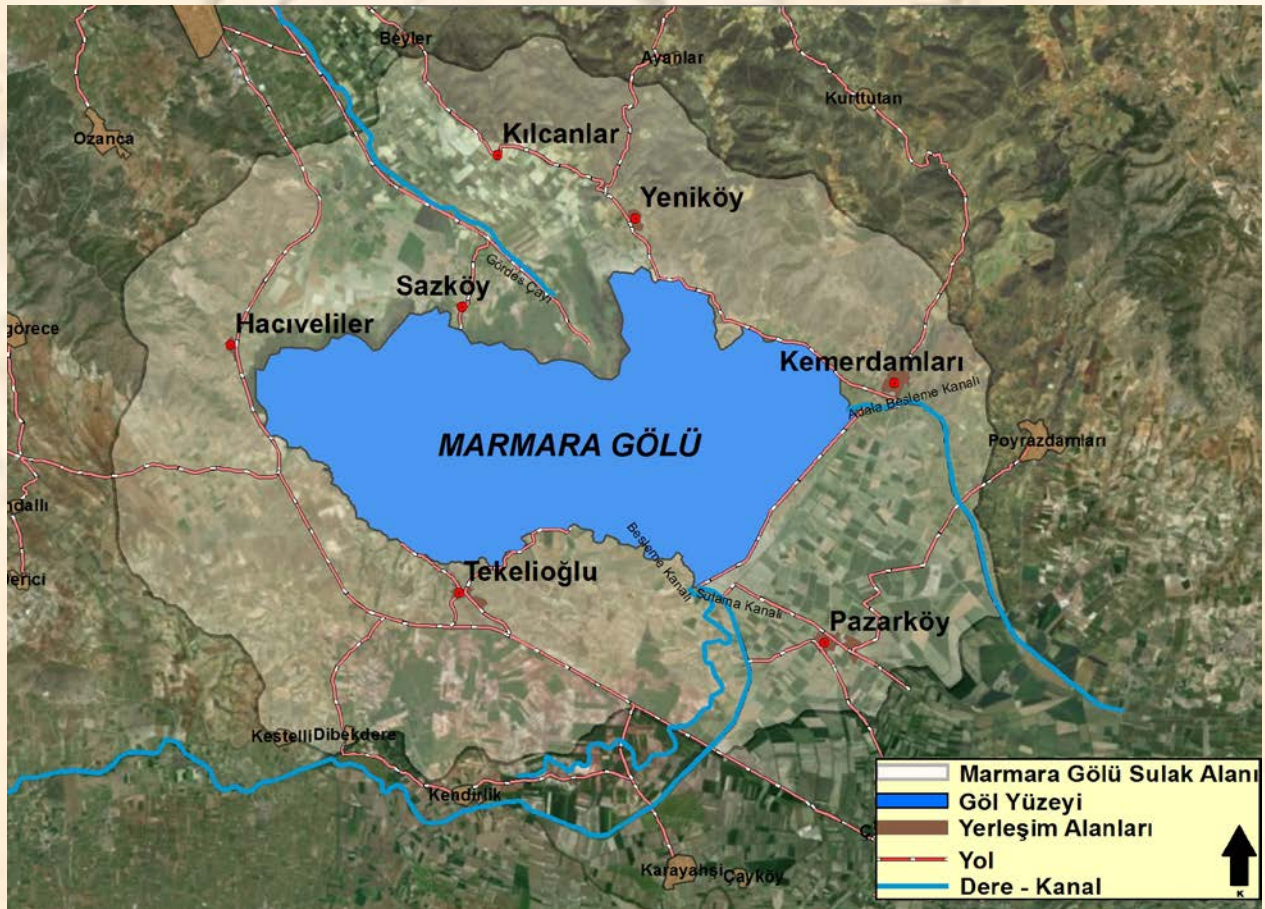 Beyler
Ayanlar
Kurttutan
Ozanca
Kılcanlar
Yeniköy
Gördes Çayı
Sazköy
Hacıveliler
görece
Kemerdamları
Adala Besleme Kanalı
Poyrazdamları
MARMARA GÖLÜ
ndallı
Besleme Kanalı
Tekelioğlu
Sulama Kanalı
Pazarköy
Kestelli
Dibekdere
Kendirlik
Karayahşi
Çayköy
Marmara Gölü Sulak Alanı
Göl Yüzeyi
Yerleşim Alanları
Yol
Dere - Kanal
K